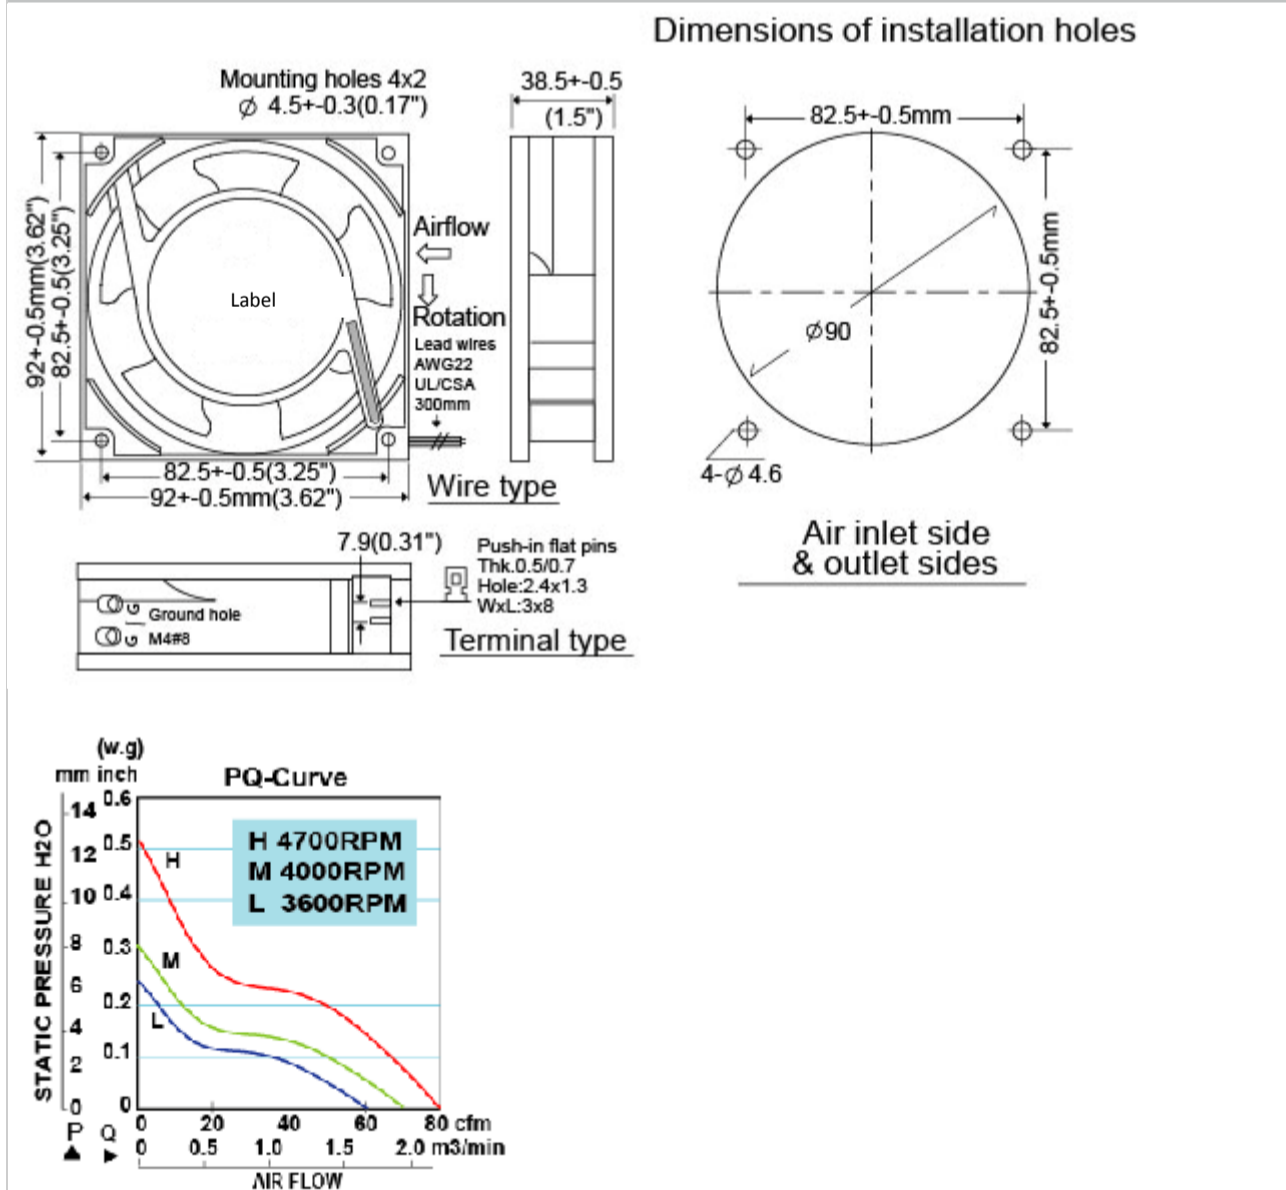 Dimensions of installation holes
Mounting holes 4x2
φ 4.5+-0.3(0.17")
38.5+-0.5
(1.5")
92+-0.5mm(3.62")
82.5+-0.5(3.25")
Label
Airflow
Rotation
Lead wires
AWG22
UL/CSA
300mm
82.5+-0.5(3.25")
92+-0.5mm(3.62")
Wire type
82.5+-0.5mm
82.5+-0.5mm
φ90
4-φ4.6
Air inlet side
& outlet sides
7.9(0.31")
Push-in flat pins
Thk.0.5/0.7
Hole:2.4x1.3
WxL:3x8
G
Ground hole
G
M4#8
Terminal type
(w.g)
mm inch
PQ-Curve
STATIC PRESSURE H2O
14 0.6
12 0.5
10 0.4
8 0.3
6 0.2
4 0.1
2
0 0
H 4700RPM
M 4000RPM
L 3600RPM
H
M
L
P Q
0 20 40 60 80 cfm
0 0.5 1.0 1.5 2.0 m3/min
AIR FLOW